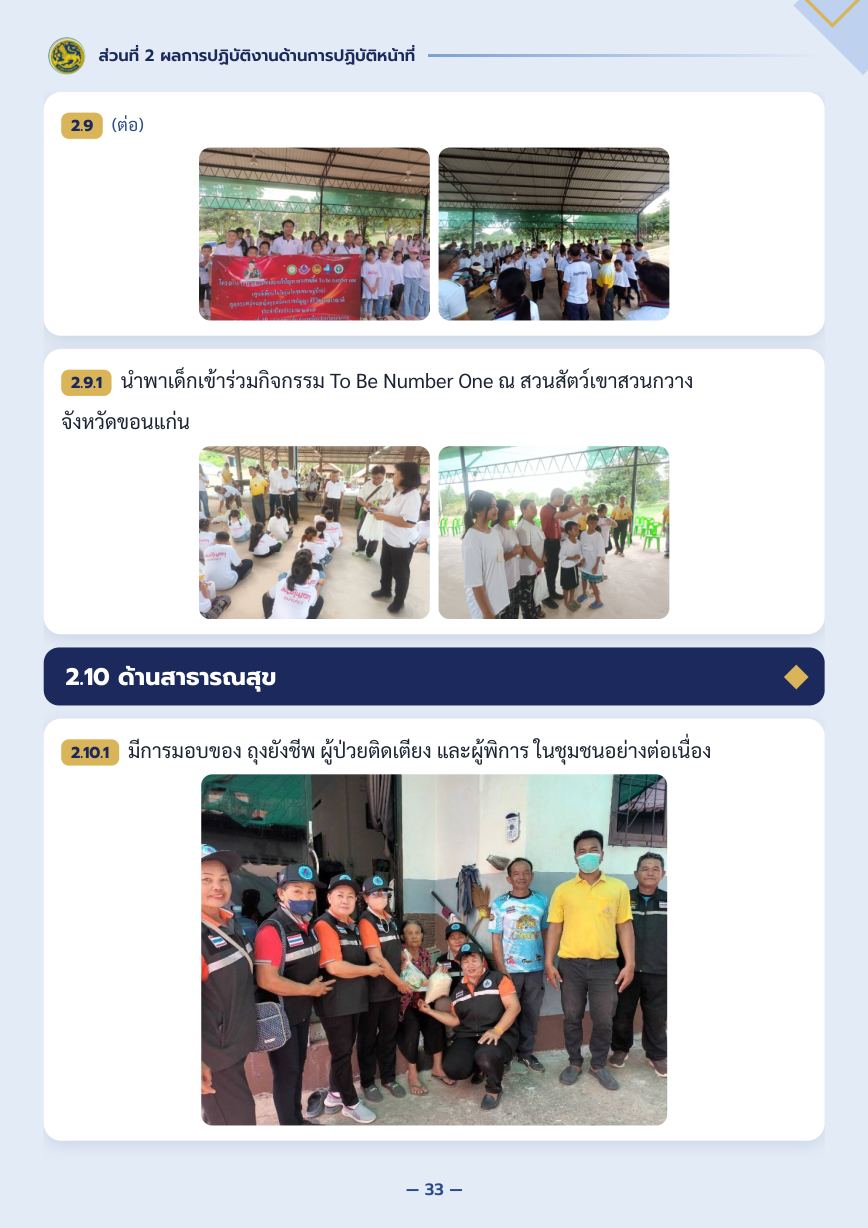 ส่วนที่ 2 ผลการปฏิบัติงานด้านการปฏิบัติหน้าที่
2.9 (ต่อ)
2.9.1 นำพาเด็กเข้าร่วมกิจกรรม To Be Number One ณ สวนสัตว์เขาสวนกวาง
จังหวัดขอนแก่น
2.10 ด้านสาธารณสุข
2.10.1 มีการมอบของ ถุงยังชีพ ผู้ป่วยติดเตียง และผู้พิการ ในชุมชนอย่างต่อเนื่อง
— 33 —